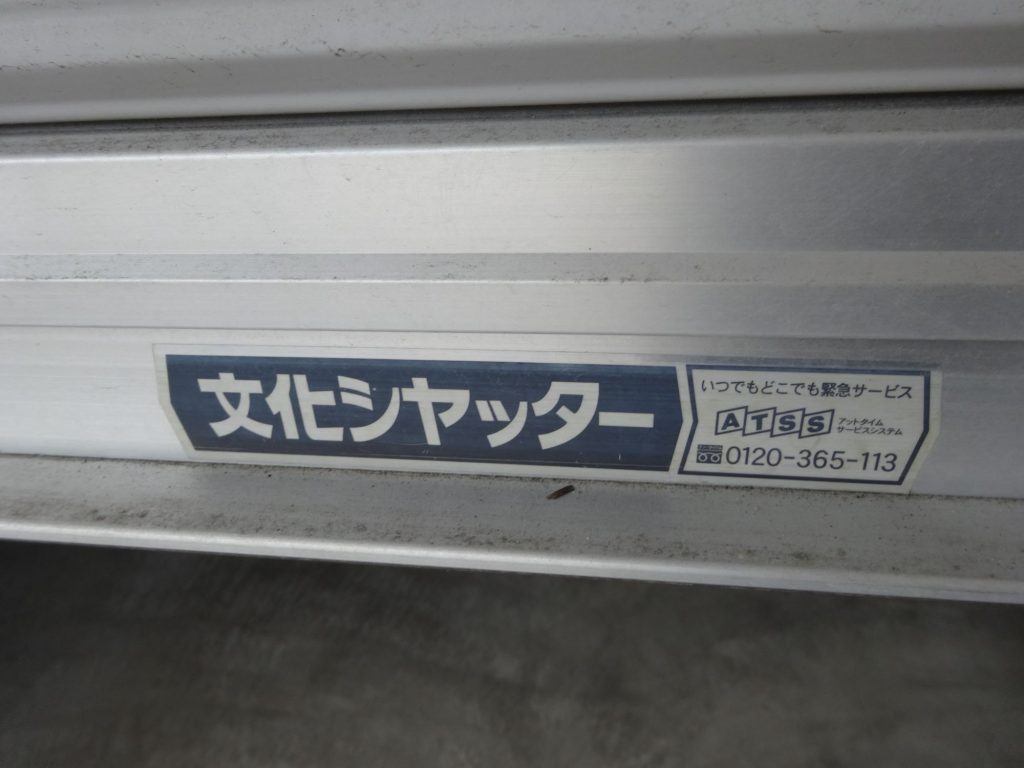 文化シヤッター
いつでもどこでも緊急サービス
ATSS
アットタイム
サービスシステム
0120-365-113